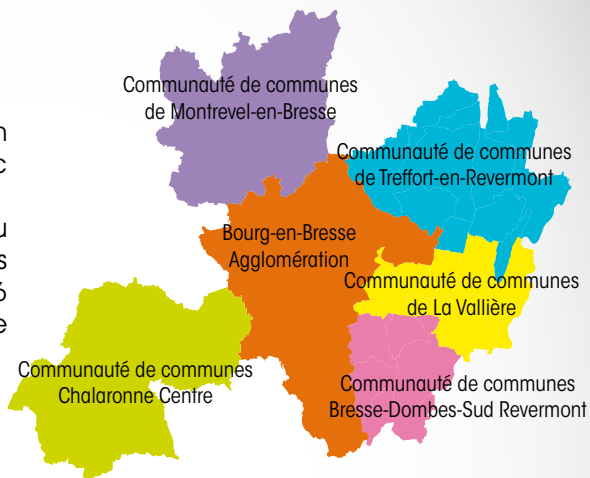 Communauté de communes
de Montrevel-en-Bresse
n
c
Communauté de communes
de Treffort-en-Revermont
u
s
6
e
Bourg-en-Bresse
Agglomération
Communauté de communes
de La Vallière
Communauté de communes
Chalaronne Centre
Communauté de communes
Bresse-Dombes-Sud Revermont